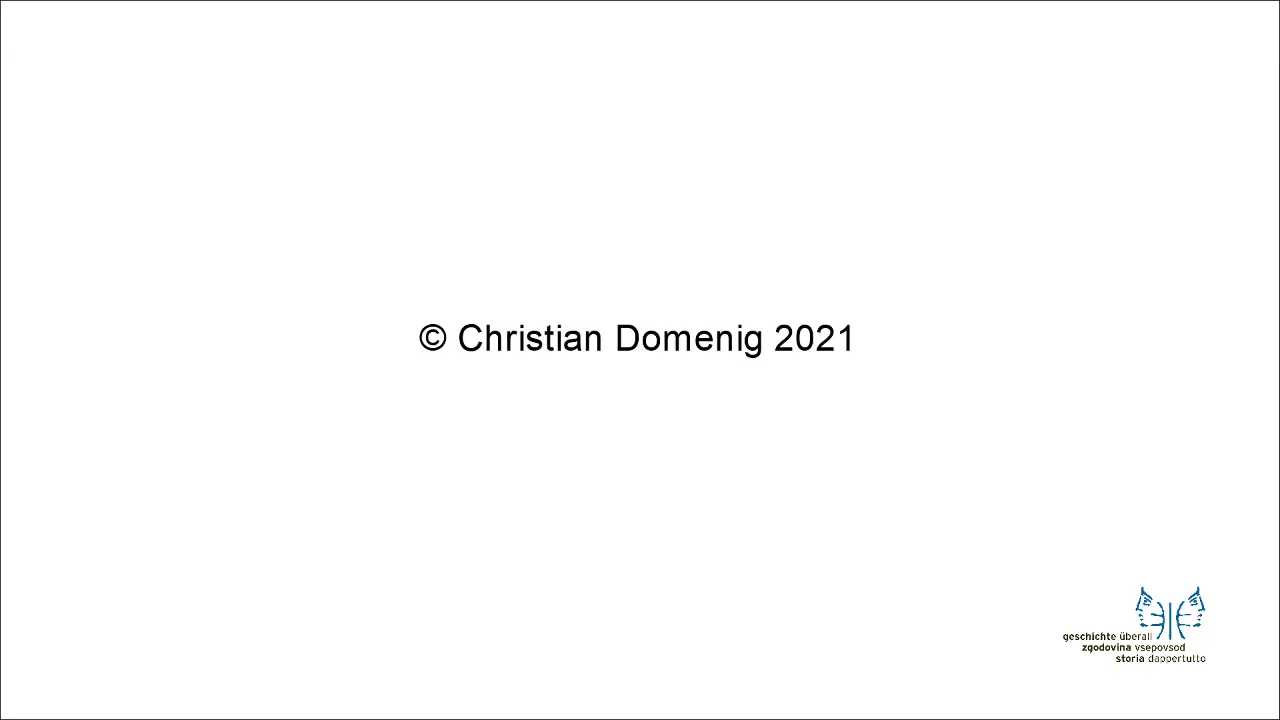 © Christian Domenig 2021
geschichte überall
zgodovina vsepovsod
storia dappertutto